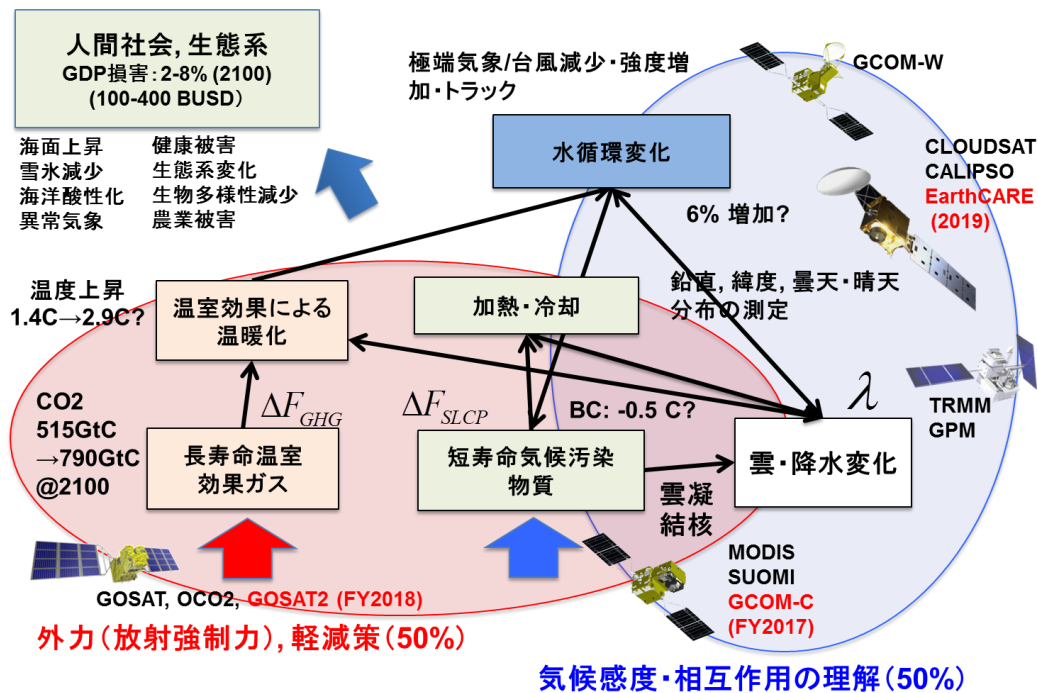 人間社会, 生態系
GDP損害：2-8% (2100)
(100-400 BUSD）
海面上昇
雪氷減少
海洋酸性化
異常気象
健康被害
生態系変化
生物多様性減少
農業被害
極端気象/台風減少・強度増
加・トラック
水循環変化
GCOM-W
CLOUDSAT
CALIPSO
EarthCARE
(2019)
6% 増加?
鉛直, 緯度, 曇天・晴天
分布の測定
温度上昇
1.4C→2.9C?
温室効果による
温暖化
加熱・冷却
TRMM
GPM
CO2
515GtC
→790GtC
@2100
ΔF_GHG
ΔF_SLCP
BC: -0.5 C?
λ
長寿命温室
効果ガス
短寿命気候汚染
物質
雲・降水変化
雲凝
結核
GOSAT, OCO2, GOSAT2 (FY2018)
MODIS
SUOMI
GCOM-C
(FY2017)
外力（放射強制力）, 軽減策（50%）
気候感度・相互作用の理解（50%）